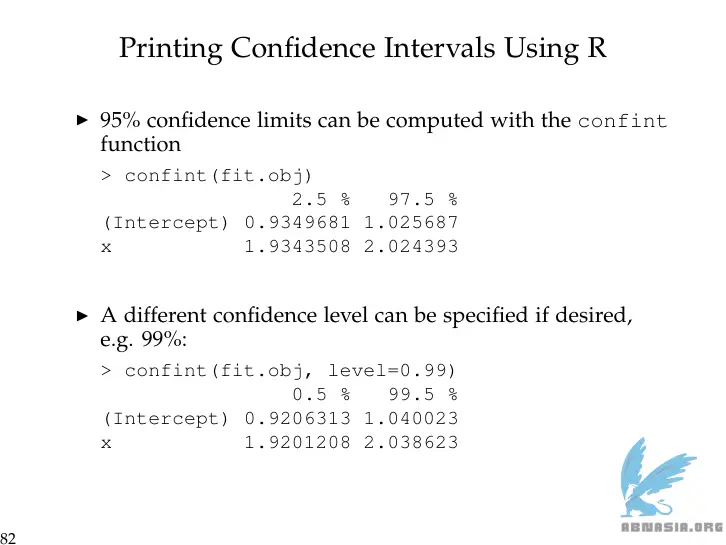 Printing Confidence Intervals Using R
▶ 95% confidence limits can be computed with the confint
function
> confint(fit.obj)
2.5 % 97.5 %
(Intercept) 0.9349681 1.025687
x 1.9343508 2.024393
▶ A different confidence level can be specified if desired,
e.g. 99%:
> confint(fit.obj, level=0.99)
0.5 % 99.5 %
(Intercept) 0.9206313 1.040023
x 1.9201208 2.038623
ABNASIA.ORG
82